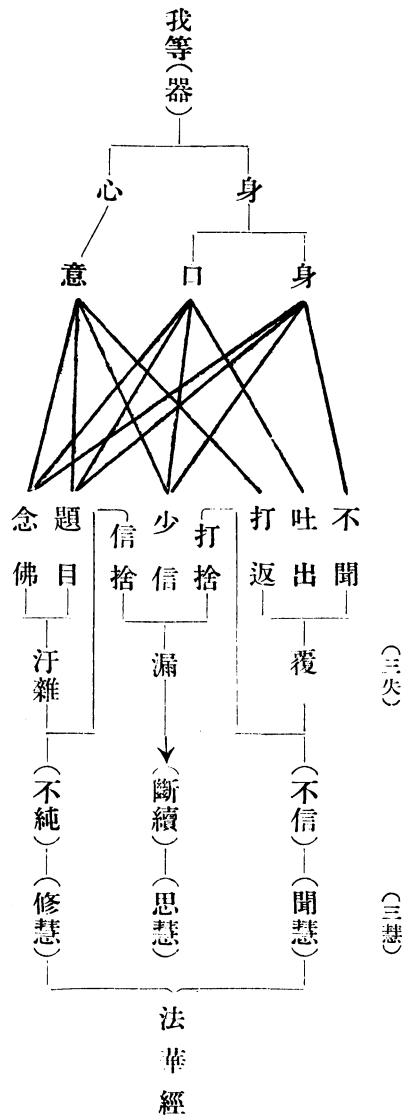 我等(器)
身
心
身
口
意
不聞
吐出
打返
打捨
少信
信捨
題目
念佛
(三失)
覆
漏
汙雜
(不信)
(斷續)
(不純)
(三慧)
(聞慧)
(思慧)
(修慧)
法華經